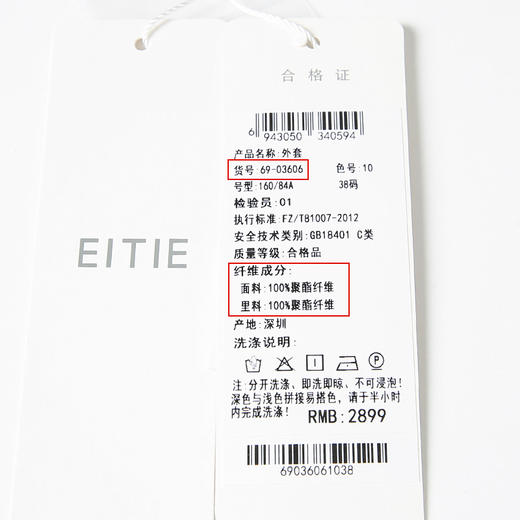 EITIE
合格证
6 943050 340594
产品名称:外套
货号 69-03606 色号:10
号型:160/84A 38码
检验员:01
执行标准:FZ/T81007-2012
安全技术类别:GB18401 C类
质量等级:合格品
纤维成分:
面料:100%聚酯纤维
里料:100%聚酯纤维
产地:深圳
洗涤说明:
P
注:分开洗涤、即洗即晾、不可浸泡!
深色与浅色拼接易搭色,请于半小时
内完成洗涤!
RMB:2899
69036061038